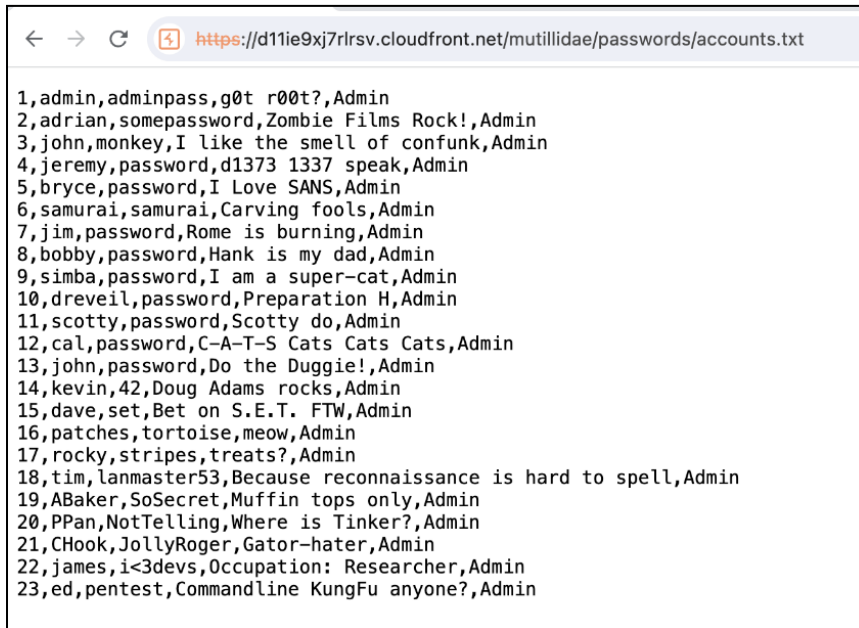 https://d11ie9xj7rlrsv.cloudfront.net/mutillidae/passwords/accounts.txt
1,admin,adminpass,g0t r00t?,Admin
2,adrian,somepassword,Zombie Films Rock!,Admin
3,john,monkey,I like the smell of confunk,Admin
4,jeremy,password,d1373 1337 speak,Admin
5,bryce,password,I Love SANS,Admin
6,samurai,samurai,Carving fools,Admin
7,jim,password,Rome is burning,Admin
8,bobby,password,Hank is my dad,Admin
9,simba,password,I am a super-cat,Admin
10,dreveil,password,Preparation H,Admin
11,scotty,password,Scotty do,Admin
12,cal,password,C-A-T-S Cats Cats Cats,Admin
13,john,password,Do the Duggie!,Admin
14,kevin,42,Doug Adams rocks,Admin
15,dave,set,Bet on S.E.T. FTW,Admin
16,patches,tortoise,meow,Admin
17,rocky,stripes,treats?,Admin
18,tim,lanmaster53,Because reconnaissance is hard to spell,Admin
19,ABaker,SoSecret,Muffin tops only,Admin
20,PPan,NotTelling,Where is Tinker?,Admin
21,CHook,JollyRoger,Gator-hater,Admin
22,james,i<3devs,Occupation: Researcher,Admin
23,ed,pentest,Commandline KungFu anyone?,Admin